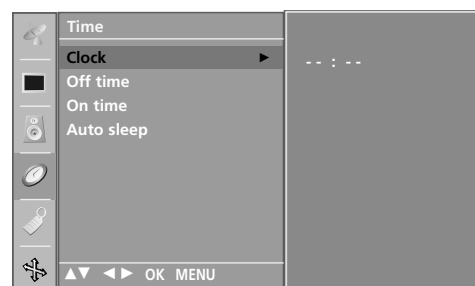 Time
Clock ►
- - : - -
Off time
On time
Auto sleep
▲▼ ◄► OK MENU